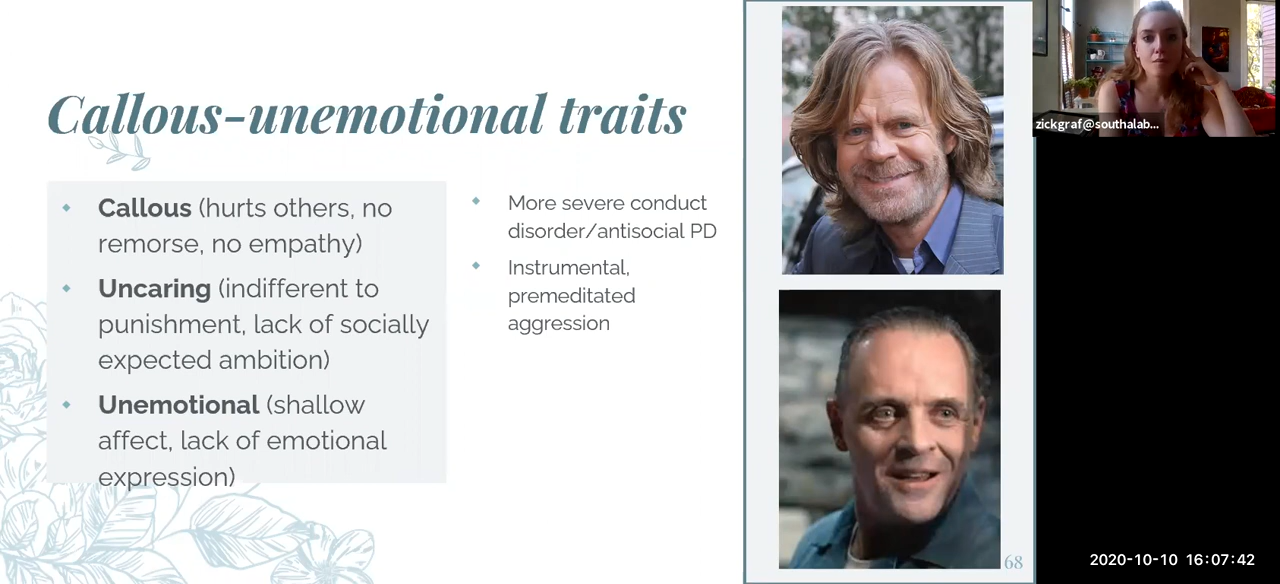 Callous-unemotional traits
Callous (hurts others, no
remorse, no empathy)
Uncaring (indifferent to
punishment, lack of socially
expected ambition)
Unemotional (shallow
affect, lack of emotional
expression)
More severe conduct
disorder/antisocial PD
Instrumental,
premeditated
aggression
68
zickgraf@southalab...
2020-10-10 16:07:42